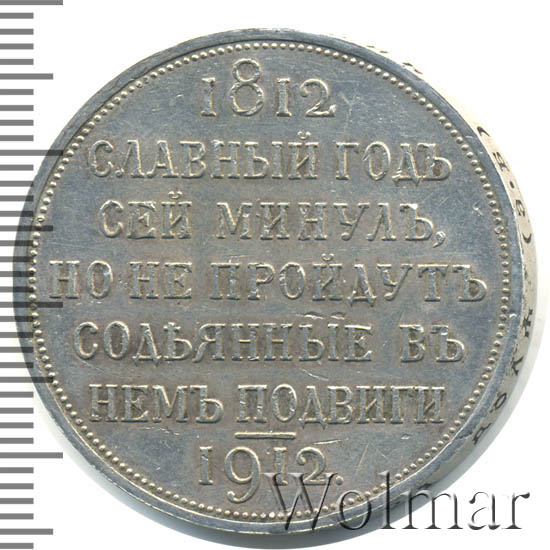 1812
СЛАВНЫЙ ГОДЪ
СЕЙ МИНУЛЪ,
НО НЕ ПРОЙДУТЪ
СОДѢЯННЫЕ ВЪ
НЕМЪ ПОДВИГИ
1912.
Wolmar